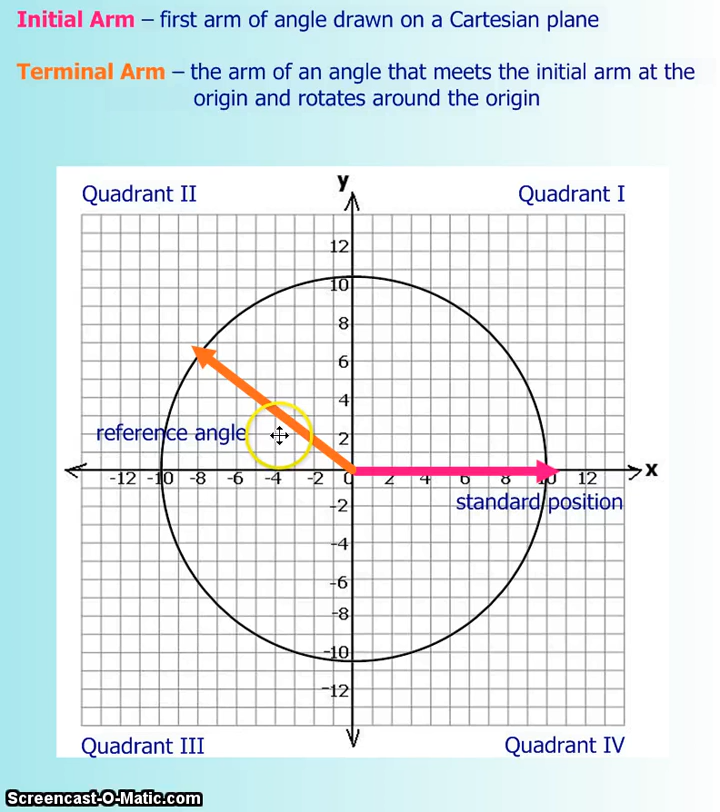 Initial Arm – first arm of angle drawn on a Cartesian plane
Terminal Arm – the arm of an angle that meets the initial arm at the
origin and rotates around the origin
y
Quadrant II
Quadrant I
12
10
8
6
4
reference angle
2
x
-12 -10 -8 -6 -4 -2 0 2 4 6 8 10 12
standard position
-2
-4
-6
-8
-10
-12
Quadrant III
Quadrant IV
Screencast-O-Matic.com